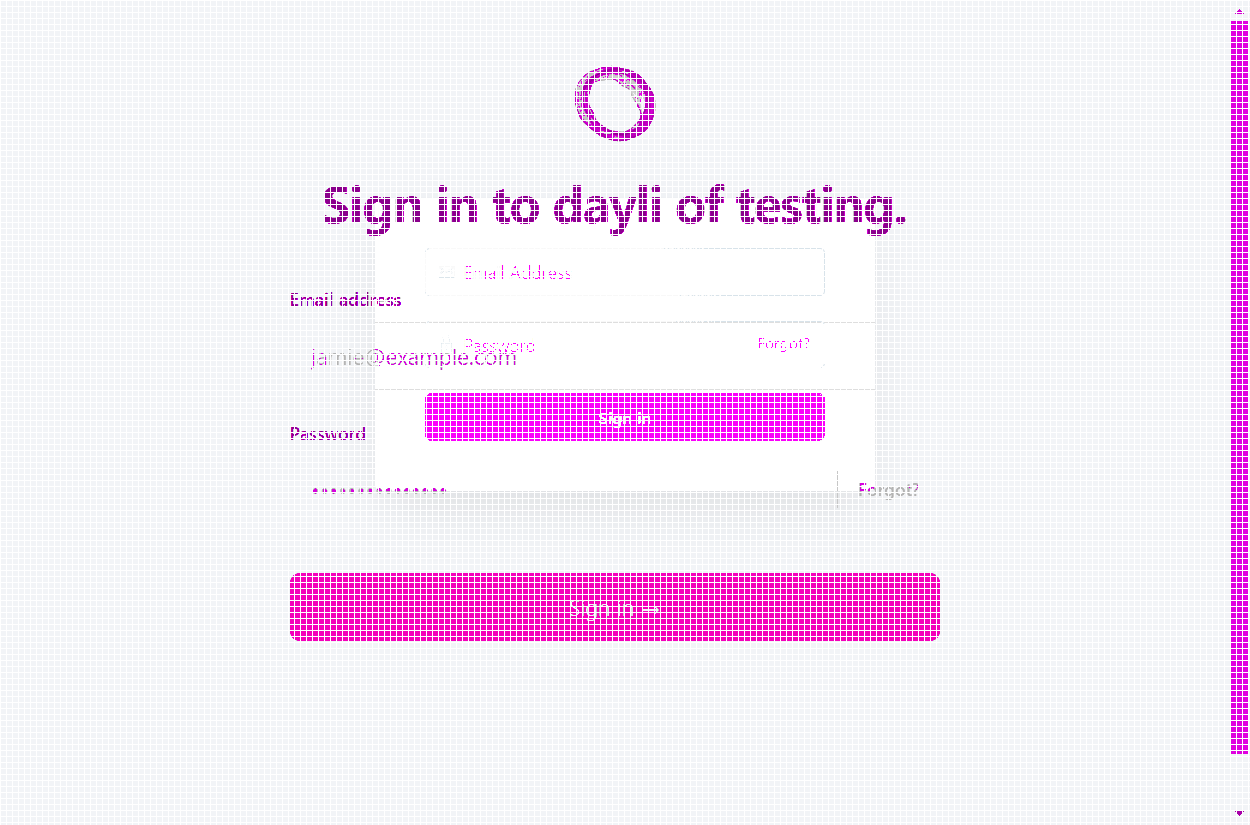 Sign in to dayli of testing.
Email Address
Email address
Password
Forgot?
jamie@example.com
Sign in
Password
Forgot?
Sign in →